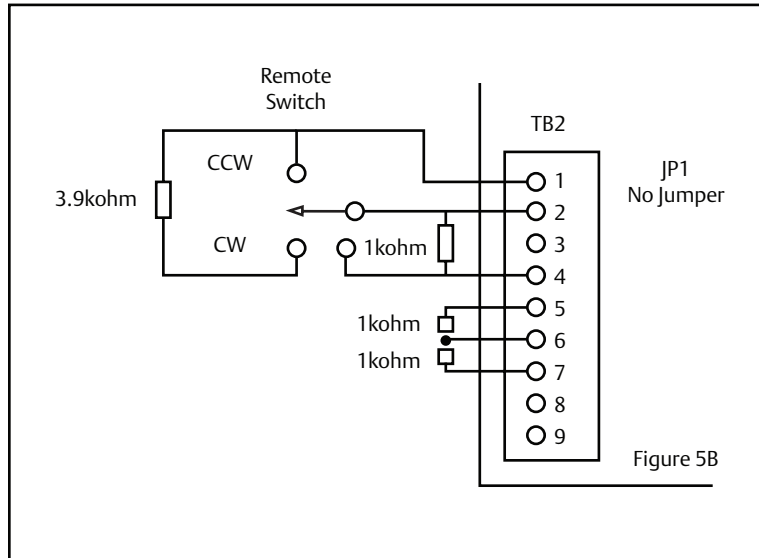 Remote
Switch
TB2
CCW
JP1
No Jumper
1
3.9kohm
2
CW
1kohm
3
4
1kohm
5
6
1kohm
7
8
9
Figure 5B